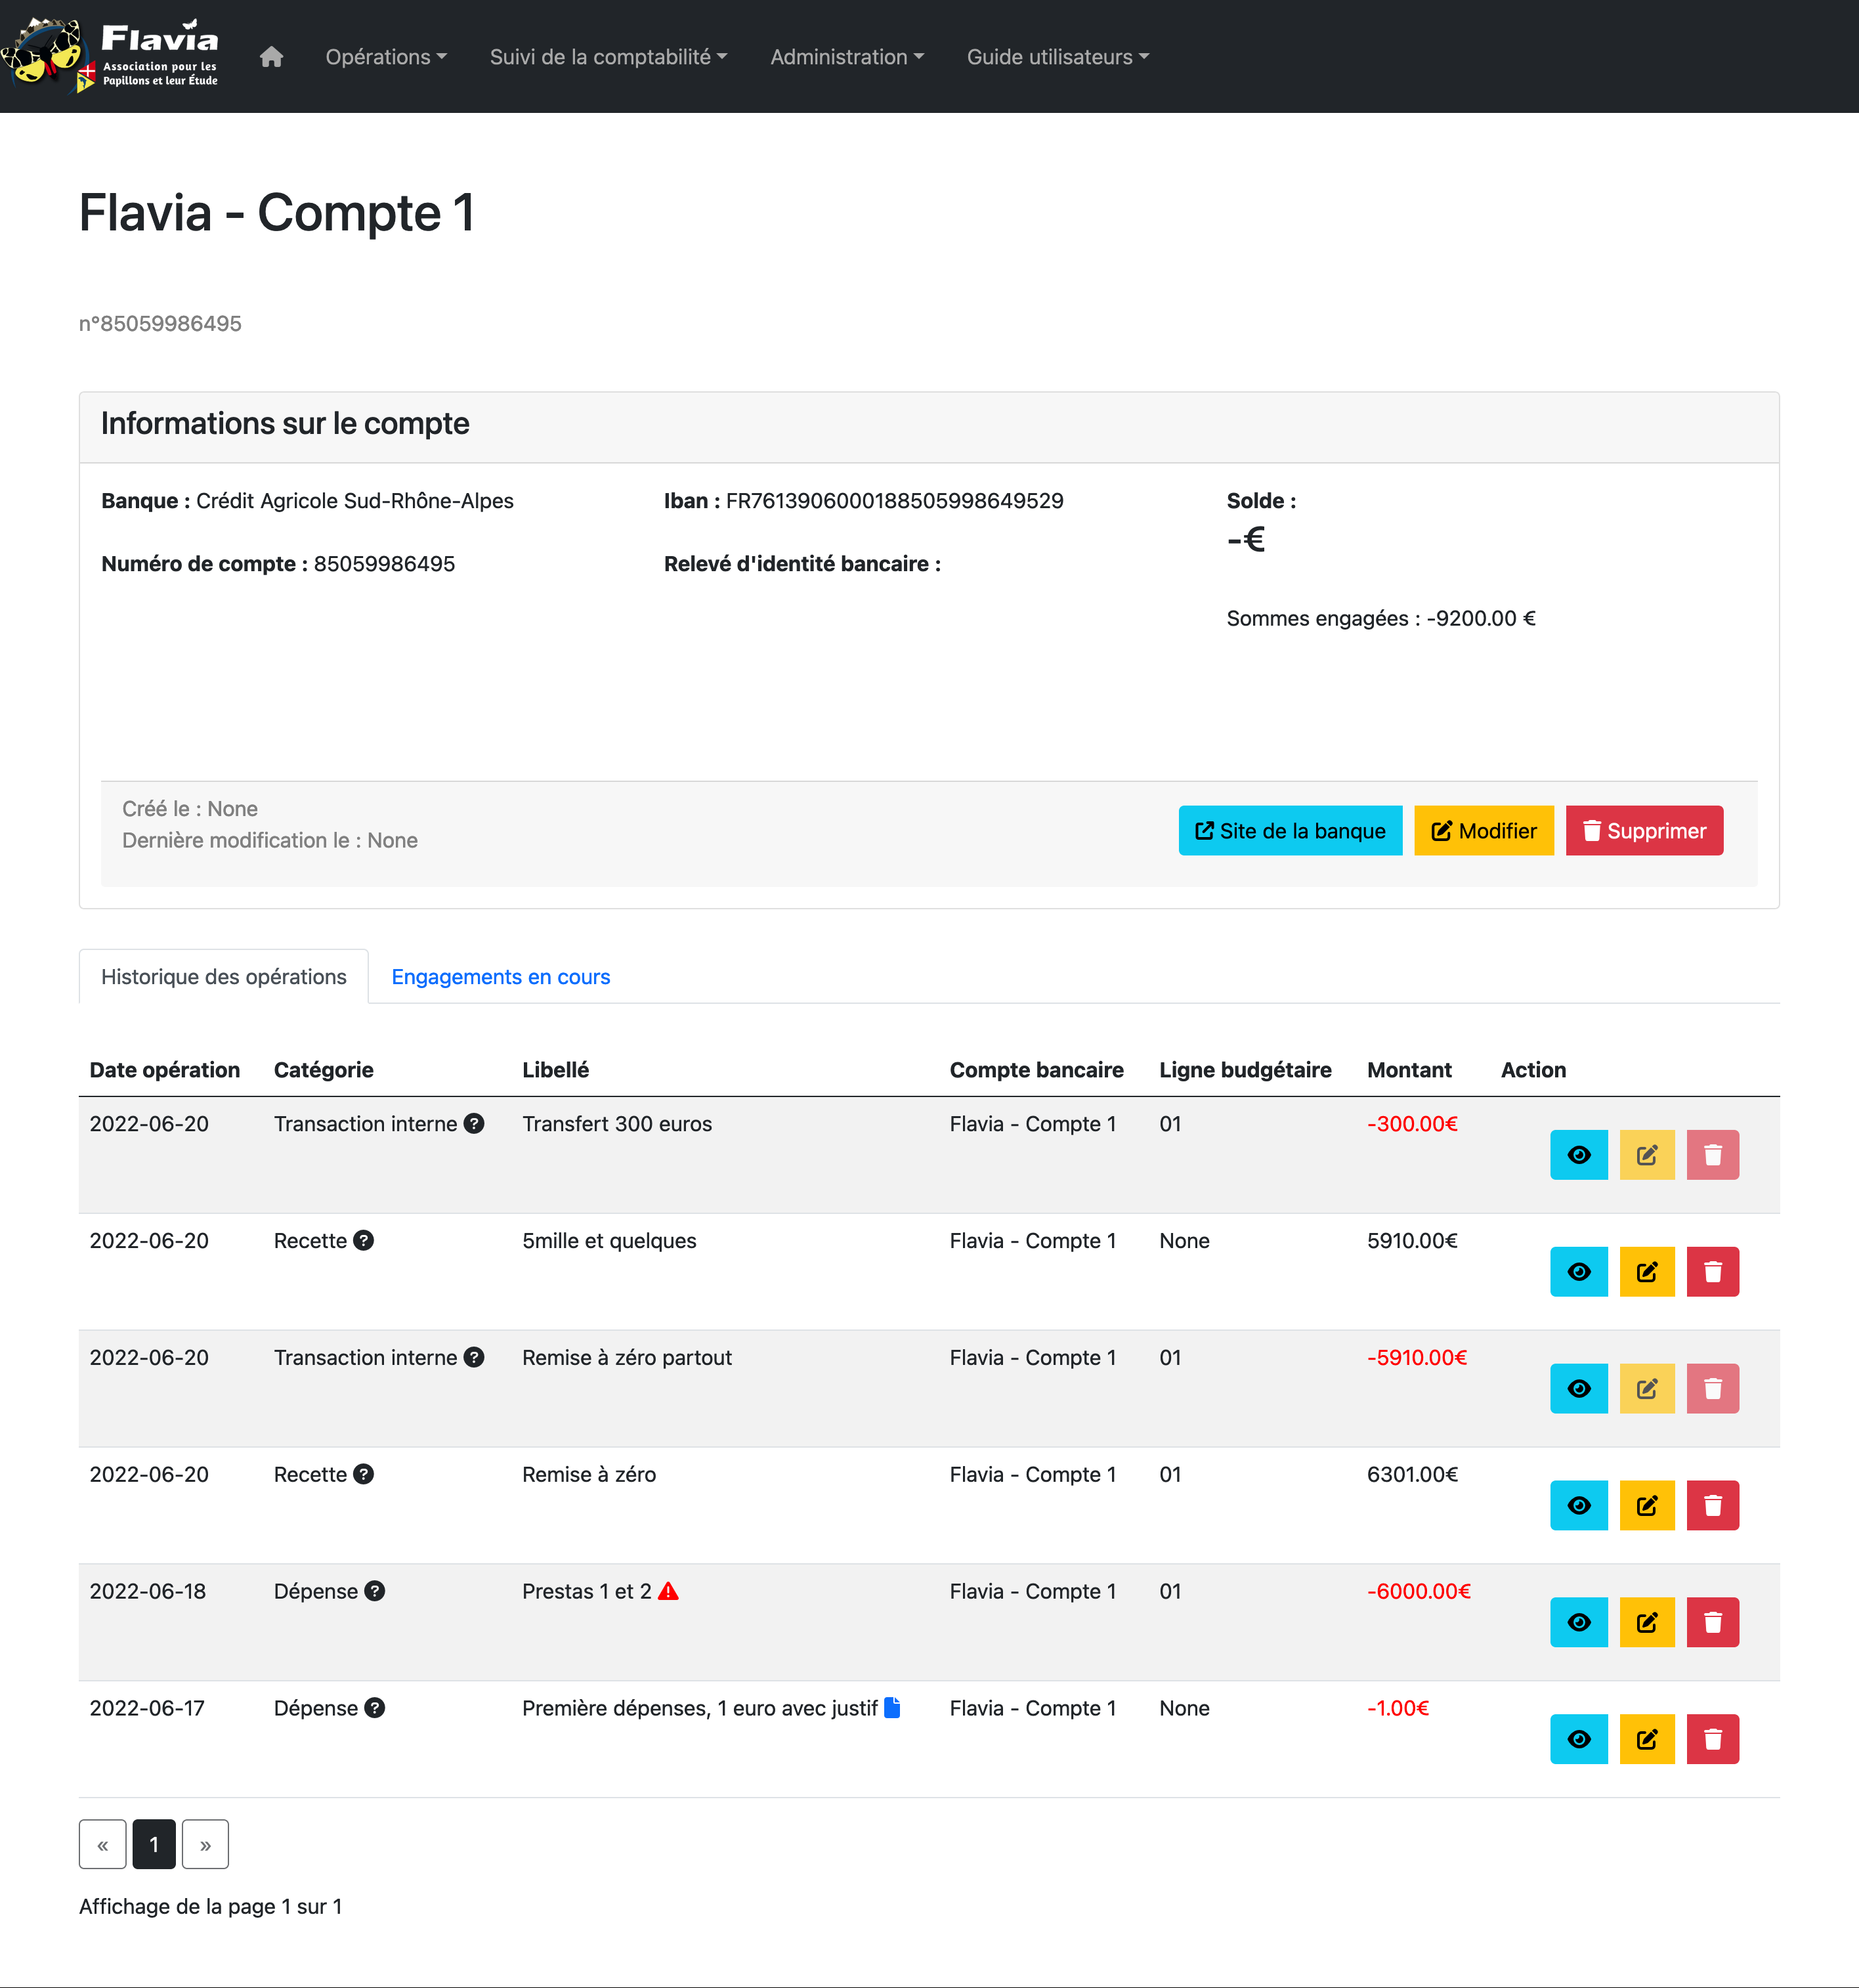 Flavia
Association pour les
Papillons et leur Étude
Opérations
Suivi de la comptabilité
Administration
Guide utilisateurs
Flavia - Compte 1
n°85059986495
Informations sur le compte
Banque : Crédit Agricole Sud-Rhône-Alpes
Iban : FR7613906000188505998649529
Solde :
-€
Numéro de compte : 85059986495
Relevé d'identité bancaire :
Sommes engagées : -9200.00 €
Créé le : None
Dernière modification le : None
Site de la banque
Modifier
Supprimer
Historique des opérations
Engagements en cours
Date opération Catégorie Libellé Compte bancaire Ligne budgétaire Montant Action
2022-06-20 Transaction interne Transfert 300 euros Flavia - Compte 1 01 -300.00€
2022-06-20 Recette 5mille et quelques Flavia - Compte 1 None 5910.00€
2022-06-20 Transaction interne Remise à zéro partout Flavia - Compte 1 01 -5910.00€
2022-06-20 Recette Remise à zéro Flavia - Compte 1 01 6301.00€
2022-06-18 Dépense Prestas 1 et 2 Flavia - Compte 1 01 -6000.00€
2022-06-17 Dépense Première dépenses, 1 euro avec justif Flavia - Compte 1 None -1.00€
« 1 »
Affichage de la page 1 sur 1